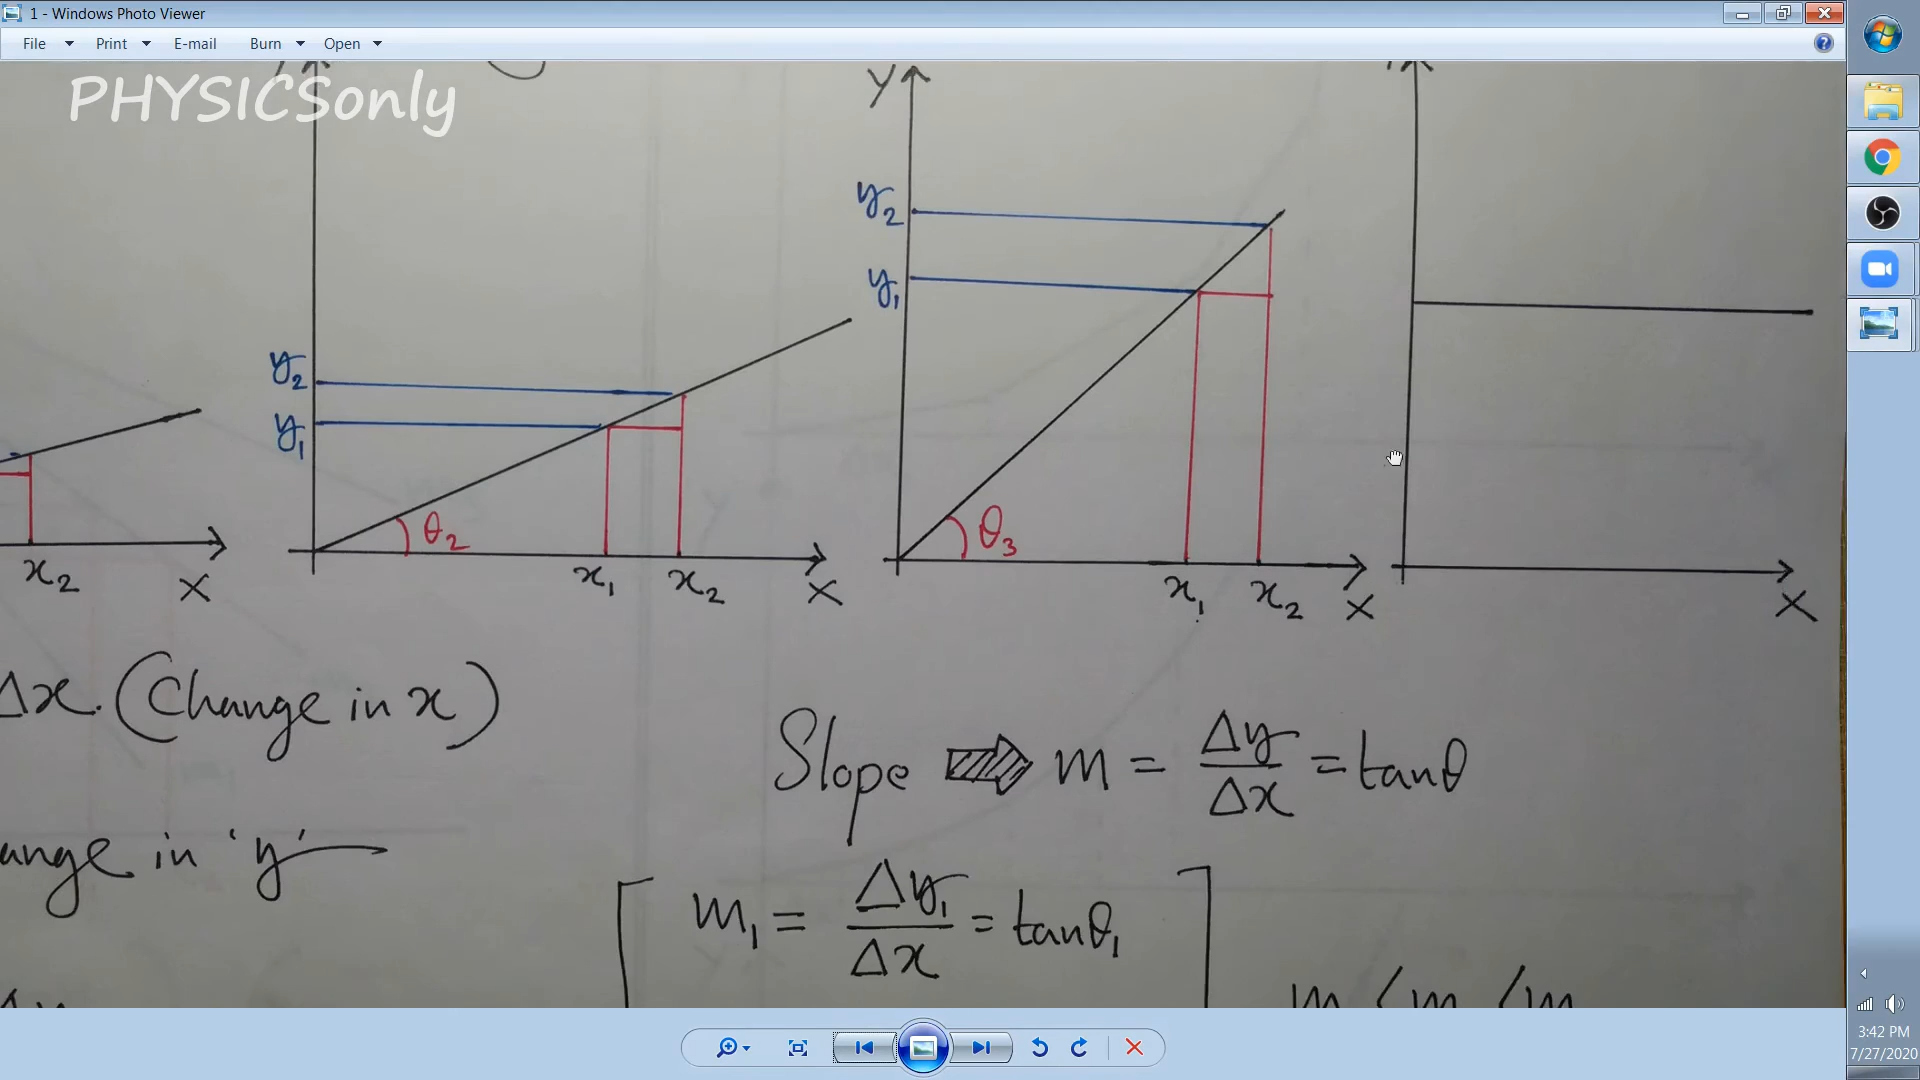 1 - Windows Photo Viewer
File Print E-mail Burn Open
PHYSICSonly
Y
y2
y1
θ3
x1 x2 X
y2
y1
θ2
x1 x2 X
x2 X
X
Δx. (Change in x)
ange in 'y'
Slope m = Δy/Δx = tanθ
m1 = Δy1/Δx = tanθ1
m < m < m
3:42 PM
7/27/2020